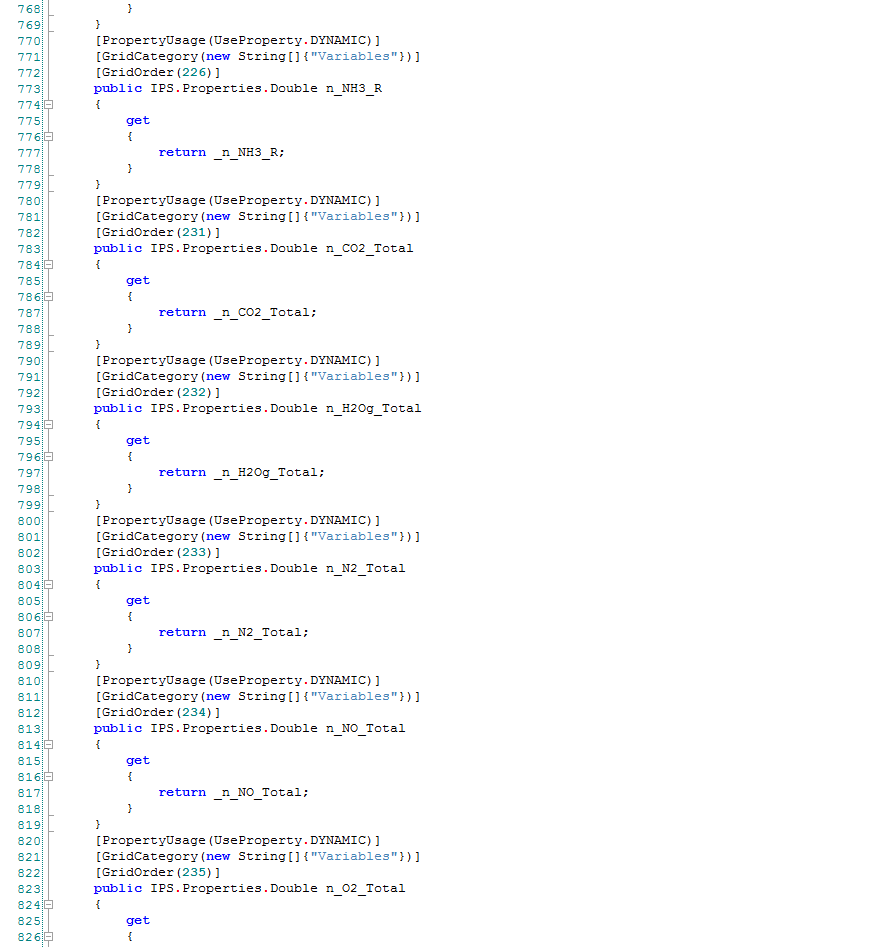 768             }
769         }
770         [PropertyUsage(UseProperty.DYNAMIC)]
771         [GridCategory(new String[]{"Variables"})]
772         [GridOrder(226)]
773         public IPS.Properties.Double n_NH3_R
774         {
775             get
776             {
777                 return _n_NH3_R;
778             }
779         }
780         [PropertyUsage(UseProperty.DYNAMIC)]
781         [GridCategory(new String[]{"Variables"})]
782         [GridOrder(231)]
783         public IPS.Properties.Double n_CO2_Total
784         {
785             get
786             {
787                 return _n_CO2_Total;
788             }
789         }
790         [PropertyUsage(UseProperty.DYNAMIC)]
791         [GridCategory(new String[]{"Variables"})]
792         [GridOrder(232)]
793         public IPS.Properties.Double n_H2Og_Total
794         {
795             get
796             {
797                 return _n_H2Og_Total;
798             }
799         }
800         [PropertyUsage(UseProperty.DYNAMIC)]
801         [GridCategory(new String[]{"Variables"})]
802         [GridOrder(233)]
803         public IPS.Properties.Double n_N2_Total
804         {
805             get
806             {
807                 return _n_N2_Total;
808             }
809         }
810         [PropertyUsage(UseProperty.DYNAMIC)]
811         [GridCategory(new String[]{"Variables"})]
812         [GridOrder(234)]
813         public IPS.Properties.Double n_NO_Total
814         {
815             get
816             {
817                 return _n_NO_Total;
818             }
819         }
820         [PropertyUsage(UseProperty.DYNAMIC)]
821         [GridCategory(new String[]{"Variables"})]
822         [GridOrder(235)]
823         public IPS.Properties.Double n_O2_Total
824         {
825             get
826             {